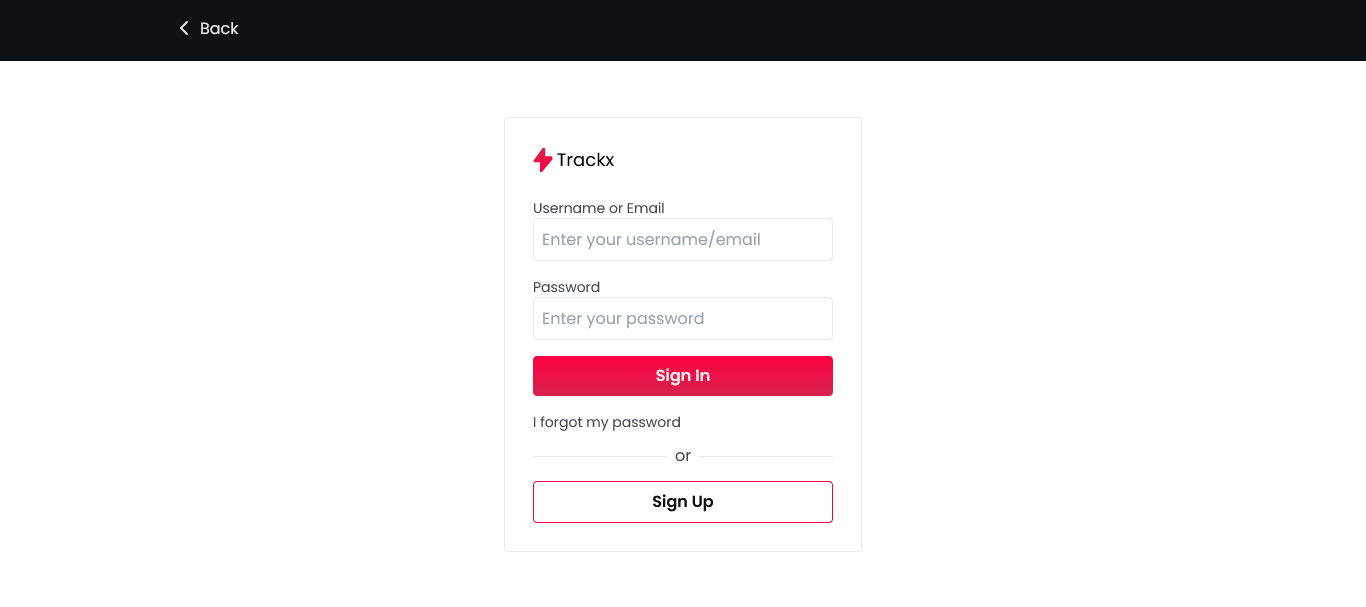 Back
Trackx
Username or Email
Enter your username/email
Password
Enter your password
Sign In
I forgot my password
or
Sign Up